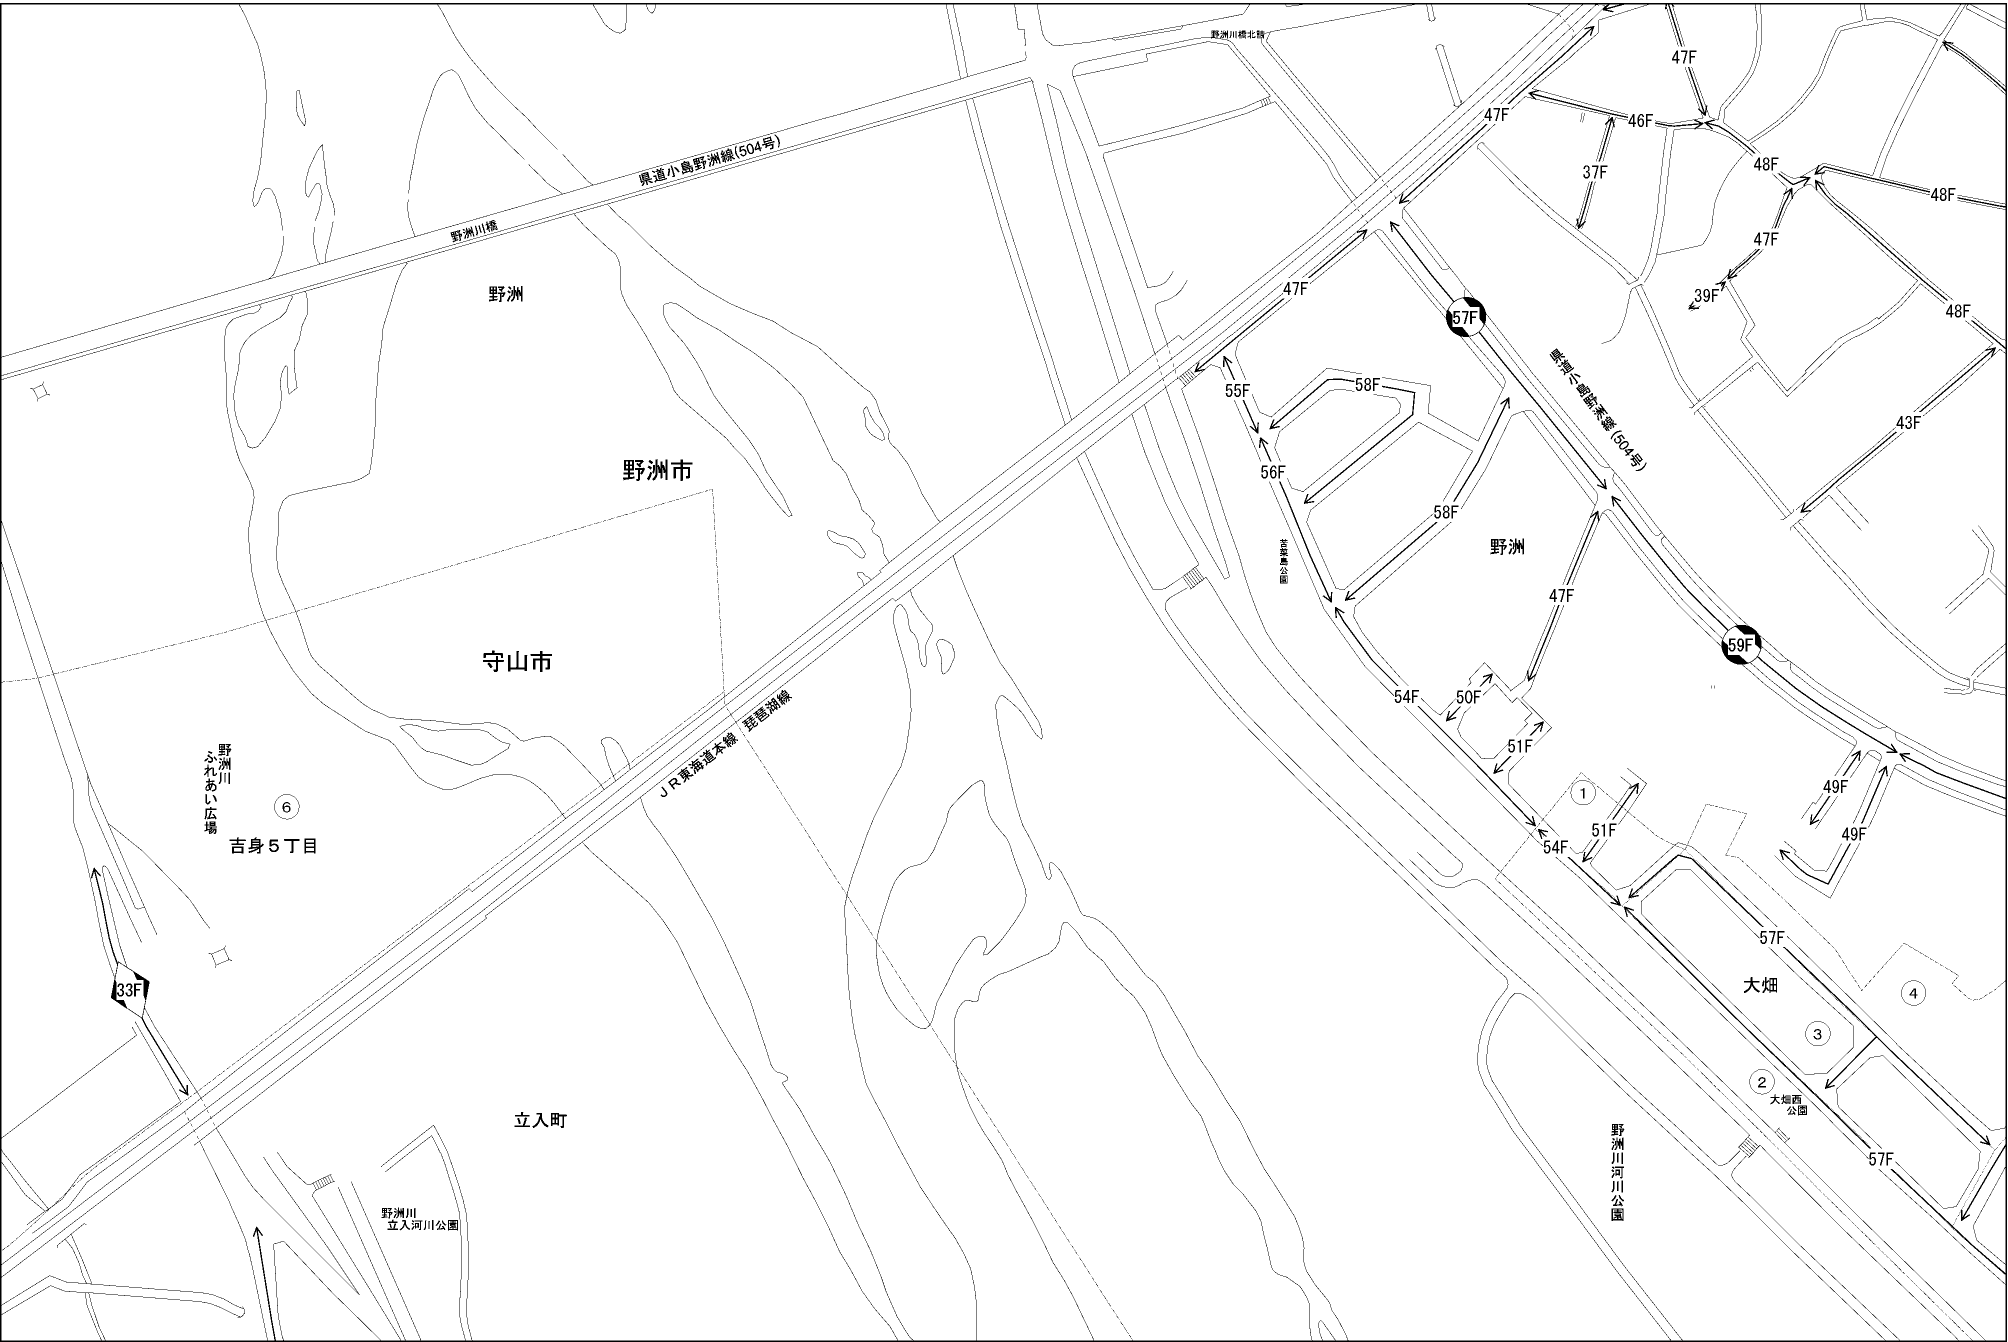 野洲川橋北詰
47F
47F
46F
48F
37F
48F
47F
39F
48F
43F
県道小島野洲線(504号)
野洲川橋
野洲
47F
57F
県道小島野洲線(504号)
55F
58F
56F
58F
野洲市
苦菜島公園
野洲
47F
59F
守山市
54F
50F
51F
JR東海道本線 琵琶湖線
野洲川
ふれあい広場
6
吉身5丁目
1
51F
54F
49F
49F
57F
大畑
4
3
2
大畑西
公園
33F
立入町
57F
野洲川河川公園
野洲川
立入河川公園